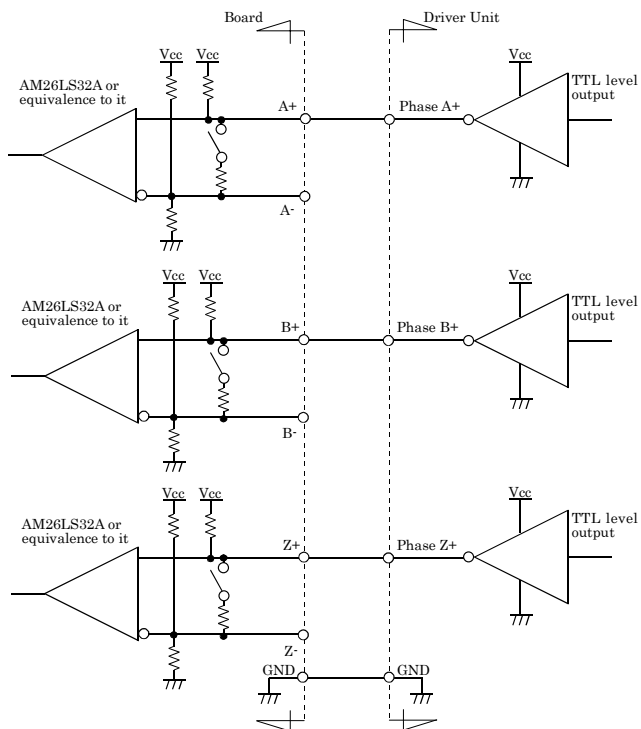 Board
Driver Unit
Vcc
Vcc
Vcc
AM26LS32A or
equivalence to it
TTL level
output
A+
Phase A+
A-
Vcc
Vcc
Vcc
AM26LS32A or
equivalence to it
TTL level
output
B+
Phase B+
B-
Vcc
Vcc
Vcc
AM26LS32A or
equivalence to it
TTL level
output
Z+
Phase Z+
Z-
GND
GND